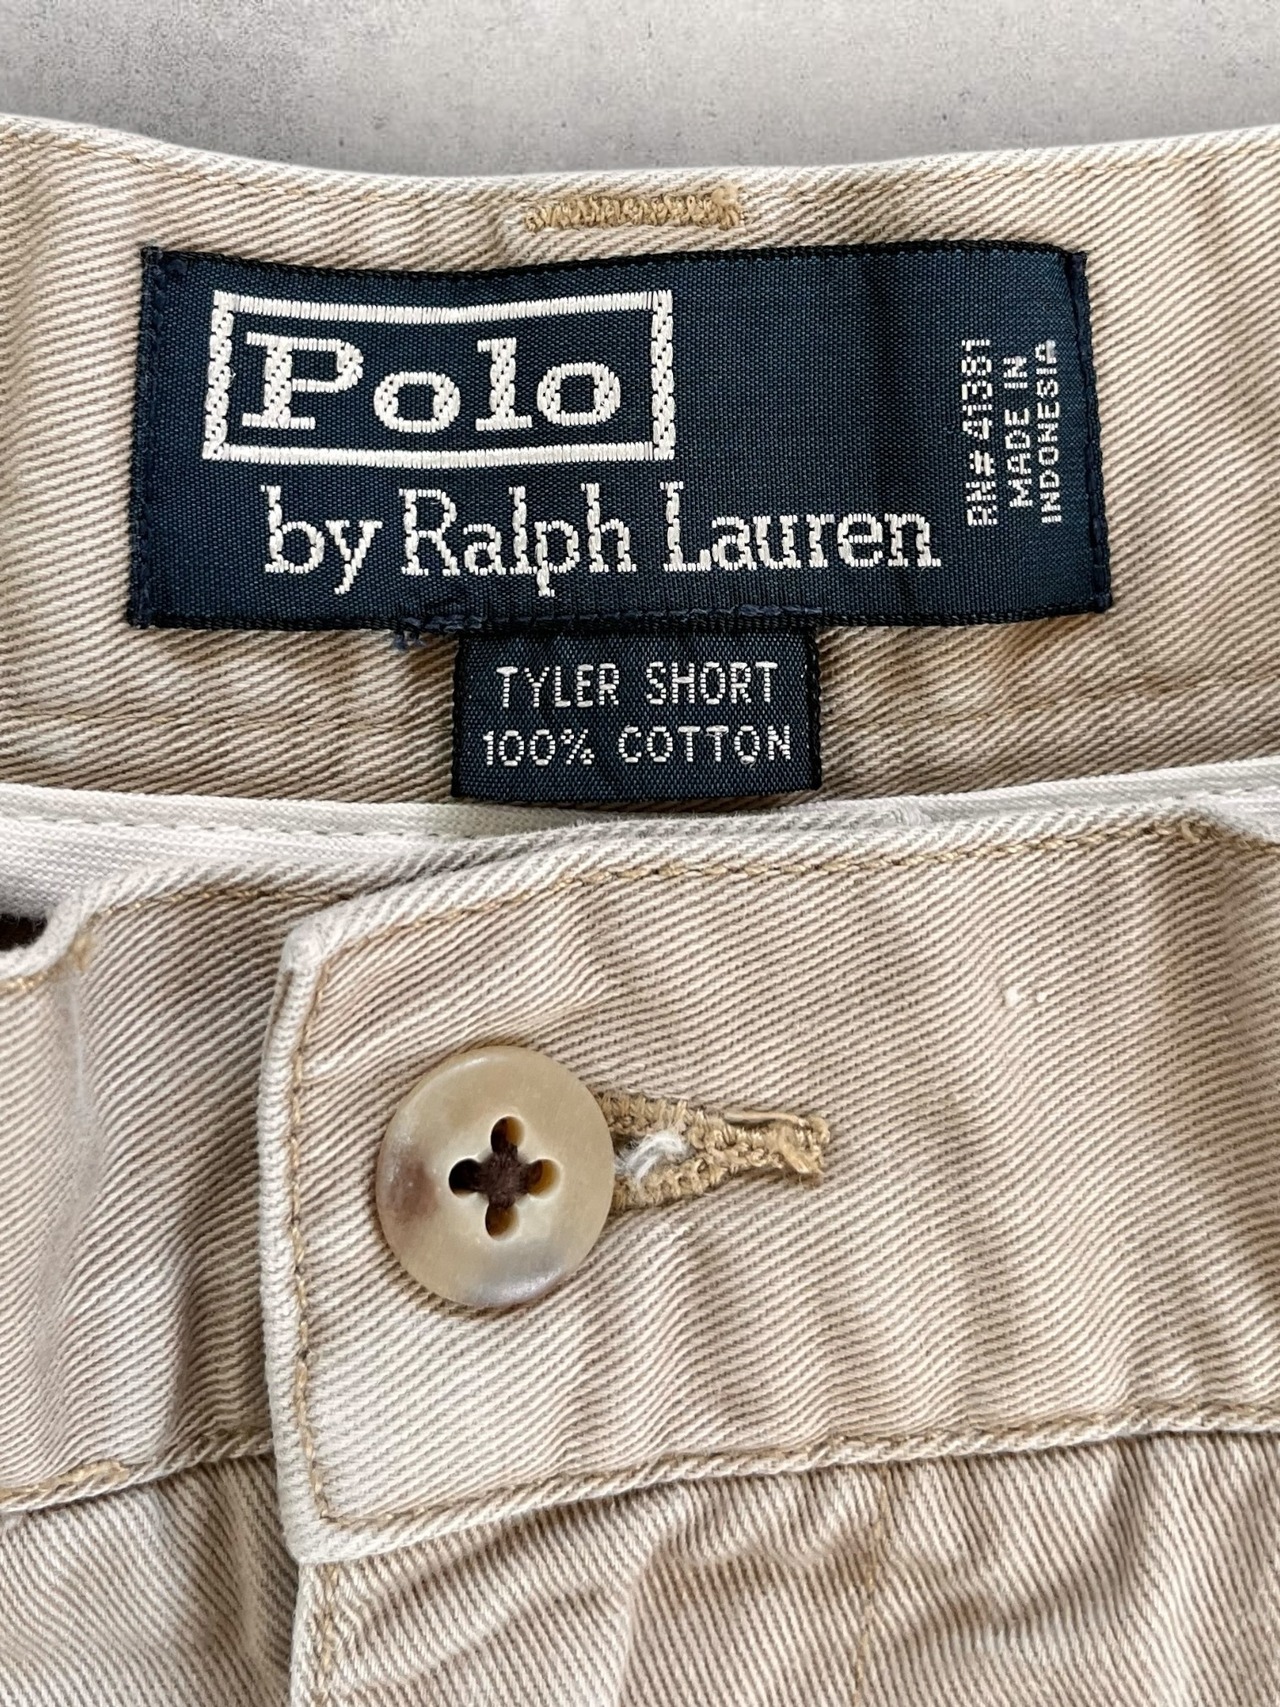 Polo
by Ralph Lauren
RN# 41381
MADE IN
INDONESIA
TYLER SHORT
100% COTTON